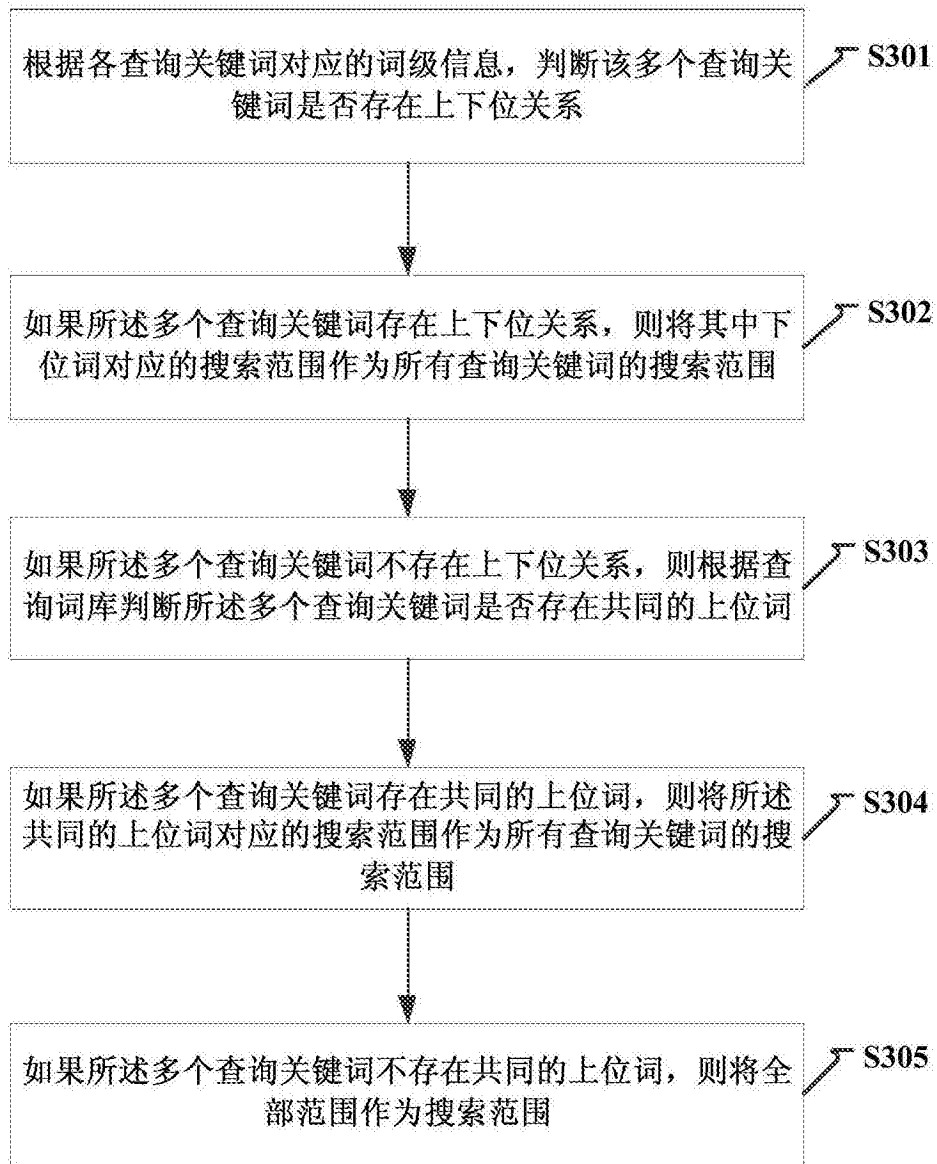 根据各查询关键词对应的词级信息，判断该多个查询关
键词是否存在上下位关系
S301
如果所述多个查询关键词存在上下位关系，则将其中下
位词对应的搜索范围作为所有查询关键词的搜索范围
S302
如果所述多个查询关键词不存在上下位关系，则根据查
询词库判断所述多个查询关键词是否存在共同的上位词
S303
如果所述多个查询关键词存在共同的上位词，则将所述
共同的上位词对应的搜索范围作为所有查询关键词的搜
索范围
S304
如果所述多个查询关键词不存在共同的上位词，则将全
部范围作为搜索范围
S305